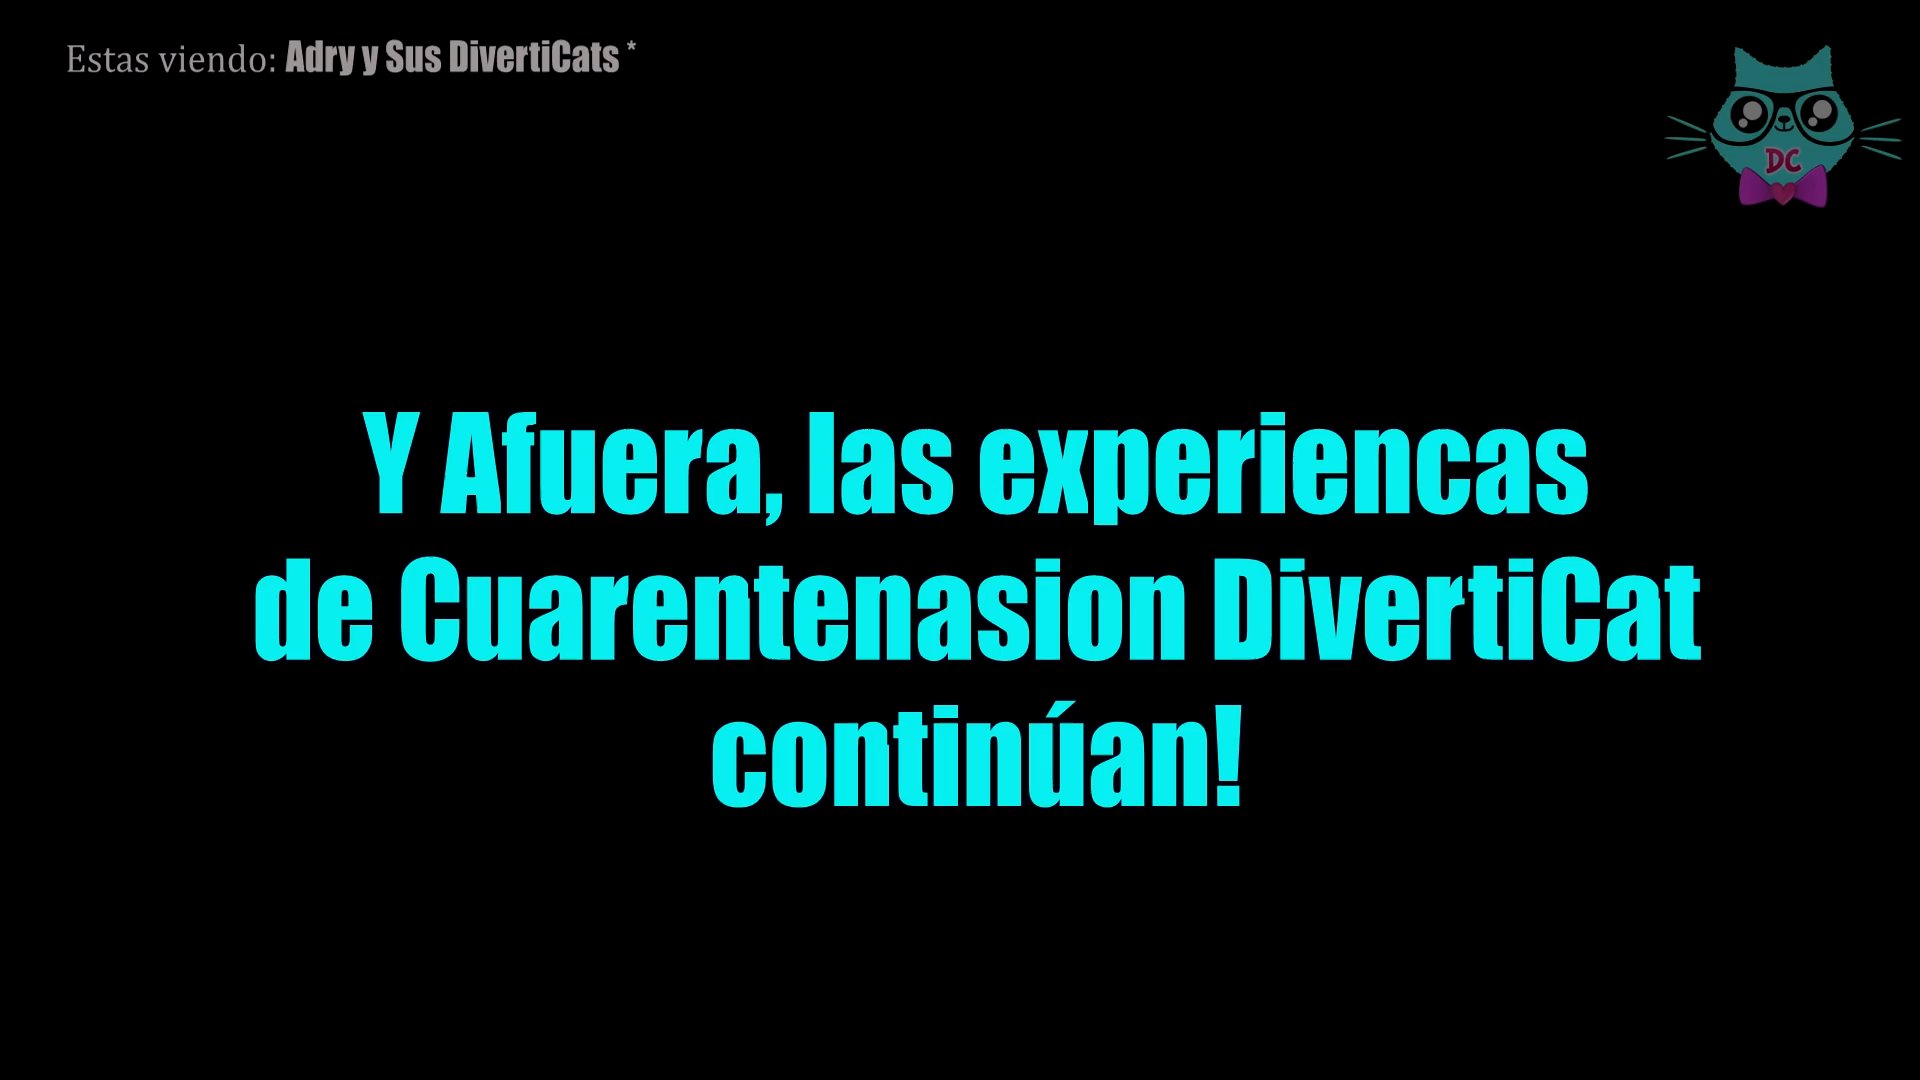 Estas viendo: Adry y Sus DivertiCats *
DC
Y Afuera, las experiencas
de Cuarentenasion DivertiCat
continúan!